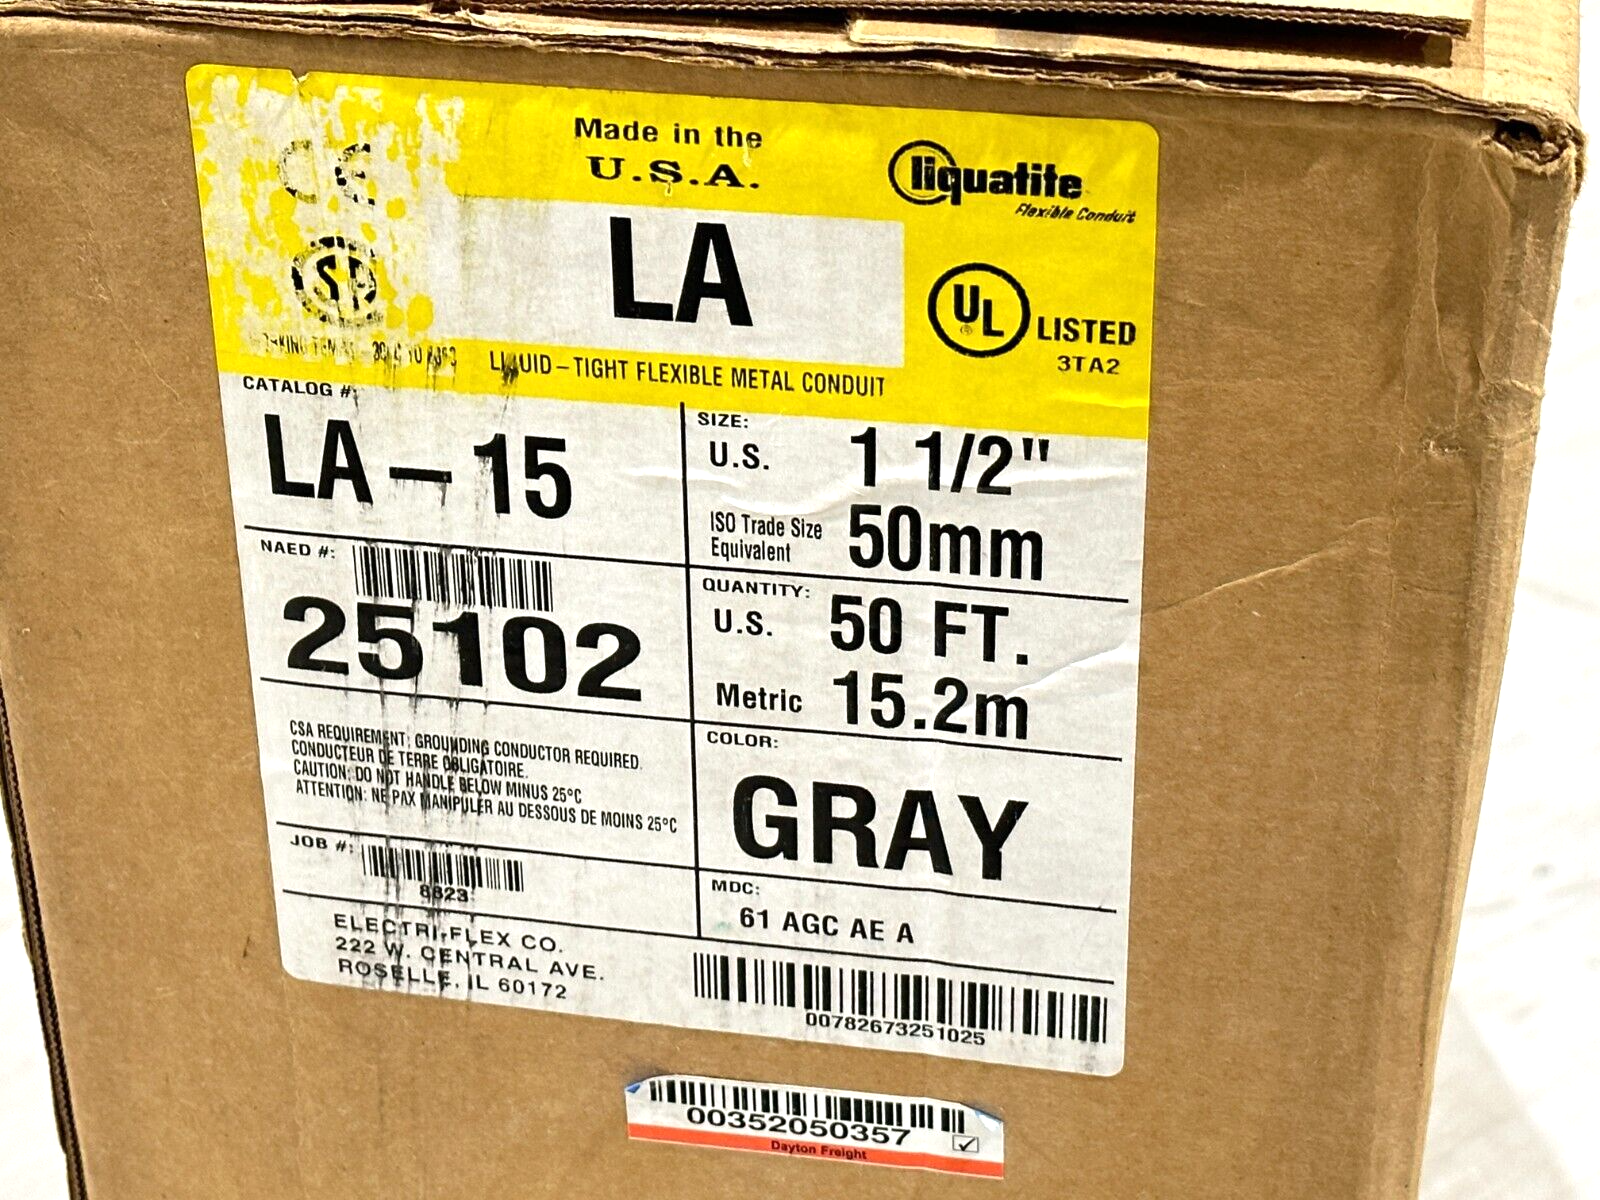 CE
Made in the
U.S.A.
liquatite
Flexible Conduit
LA
UL
LISTED
3TA2
LIQUID-TIGHT FLEXIBLE METAL CONDUIT
CATALOG #:
LA-15
SIZE:
U.S. 1 1/2"
ISO Trade Size
Equivalent 50mm
NAED #:
25102
QUANTITY:
U.S. 50 FT.
Metric 15.2m
CSA REQUIREMENT: GROUNDING CONDUCTOR REQUIRED.
CONDUCTEUR DE TERRE OBLIGATOIRE.
CAUTION: DO NOT HANDLE BELOW MINUS 25°C
ATTENTION: NE PAX MANIPULER AU DESSOUS DE MOINS 25°C
COLOR:
GRAY
JOB #:
8823
MDC:
61 AGC AE A
ELECTRI-FLEX CO.
222 W. CENTRAL AVE.
ROSELLE, IL 60172
00782673251025
00352050357
Dayton Freight